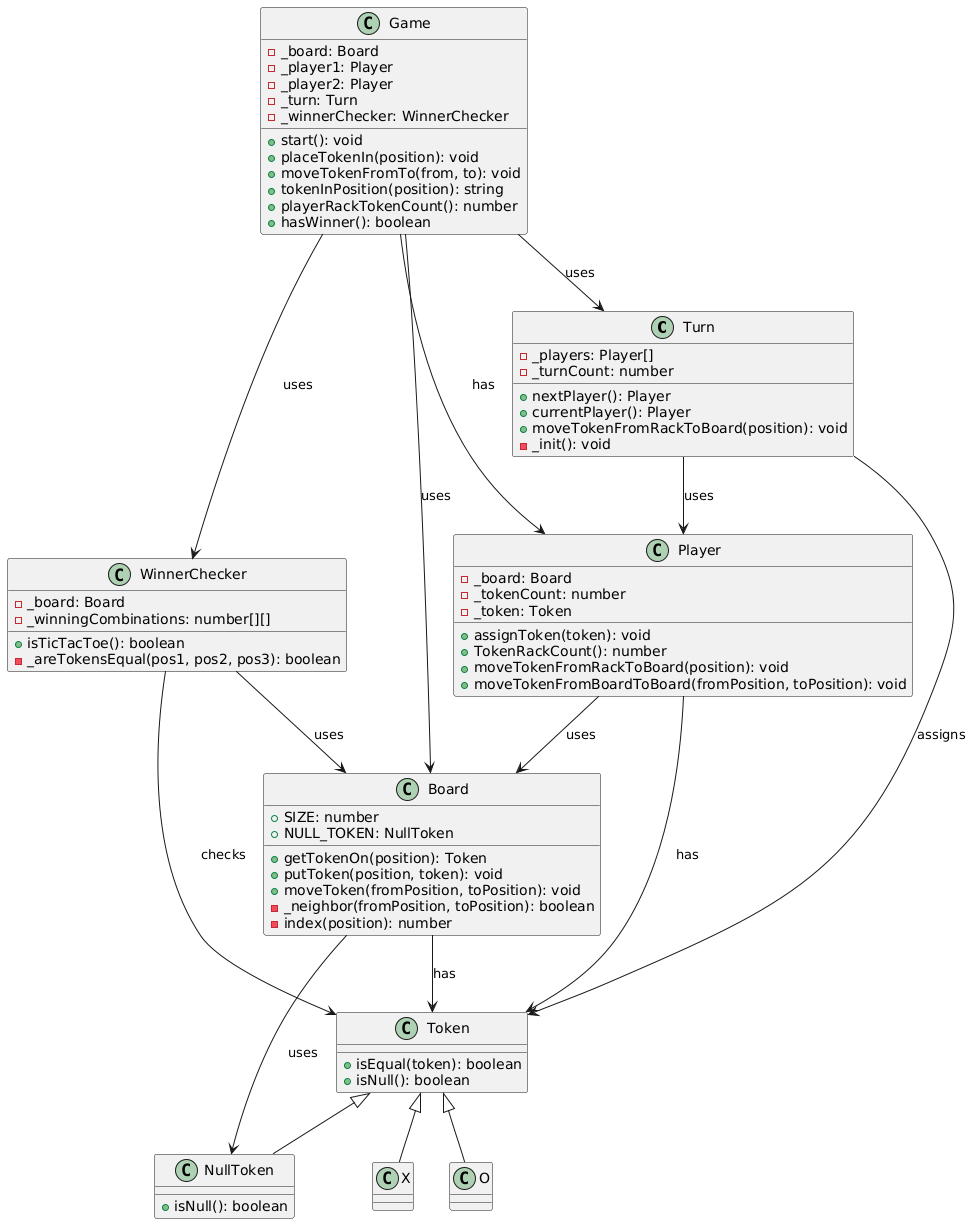 C Game
_board: Board
_player1: Player
_player2: Player
_turn: Turn
_winnerChecker: WinnerChecker
start(): void
placeTokenIn(position): void
moveTokenFromTo(from, to): void
tokenInPosition(position): string
playerRackTokenCount(): number
hasWinner(): boolean
uses
C Turn
_players: Player[]
_turnCount: number
nextPlayer(): Player
currentPlayer(): Player
moveTokenFromRackToBoard(position): void
_init(): void
uses
has
uses
uses
C WinnerChecker
_board: Board
_winningCombinations: number[][]
isTicTacToe(): boolean
_areTokensEqual(pos1, pos2, pos3): boolean
C Player
_board: Board
_tokenCount: number
_token: Token
assignToken(token): void
TokenRackCount(): number
moveTokenFromRackToBoard(position): void
moveTokenFromBoardToBoard(fromPosition, toPosition): void
uses
uses
assigns
C Board
SIZE: number
NULL_TOKEN: NullToken
getTokenOn(position): Token
putToken(position, token): void
moveToken(fromPosition, toPosition): void
_neighbor(fromPosition, toPosition): boolean
index(position): number
checks
has
has
uses
C Token
isEqual(token): boolean
isNull(): boolean
C NullToken
isNull(): boolean
C X
C O